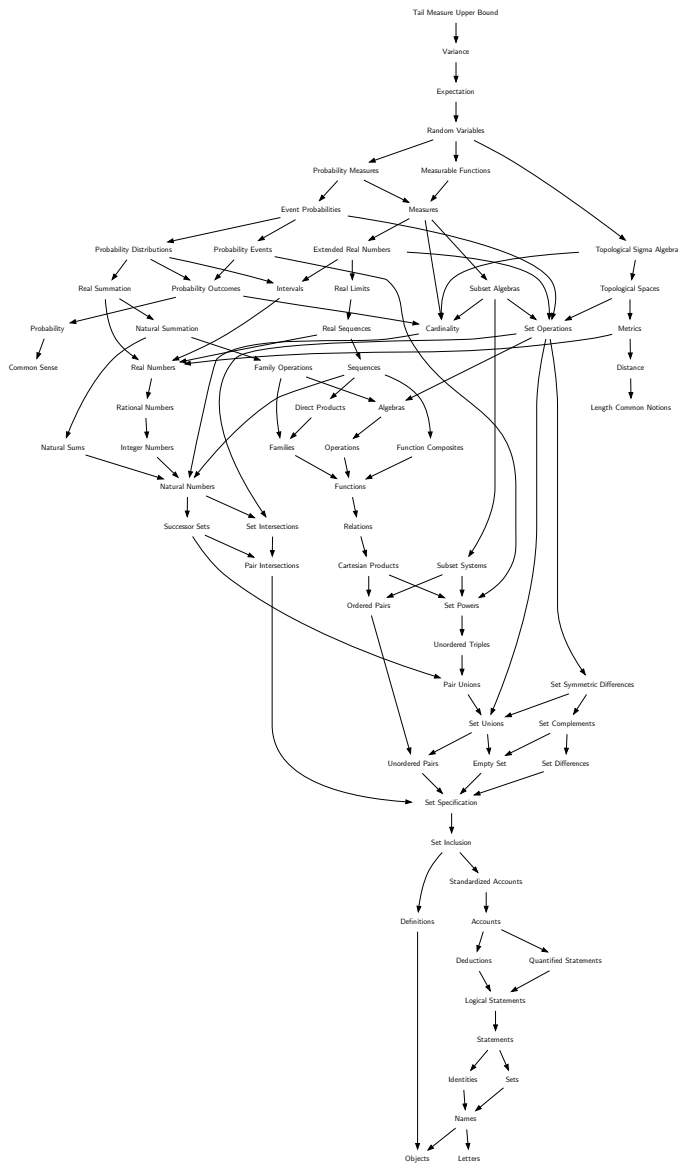 Tail Measure Upper Bound
Variance
Expectation
Random Variables
Probability Measures
Measurable Functions
Event Probabilities
Measures
Probability Distributions
Probability Events
Extended Real Numbers
Topological Sigma Algebra
Real Summation
Probability Outcomes
Intervals
Real Limits
Subset Algebras
Topological Spaces
Probability
Natural Summation
Real Sequences
Cardinality
Set Operations
Metrics
Common Sense
Real Numbers
Family Operations
Sequences
Distance
Rational Numbers
Direct Products
Algebras
Length Common Notions
Natural Sums
Integer Numbers
Families
Operations
Function Composites
Natural Numbers
Functions
Successor Sets
Set Intersections
Relations
Pair Intersections
Cartesian Products
Subset Systems
Ordered Pairs
Set Powers
Unordered Triples
Pair Unions
Set Symmetric Differences
Set Unions
Set Complements
Unordered Pairs
Empty Set
Set Differences
Set Specification
Set Inclusion
Standardized Accounts
Definitions
Accounts
Deductions
Quantified Statements
Logical Statements
Statements
Identities
Sets
Names
Objects
Letters